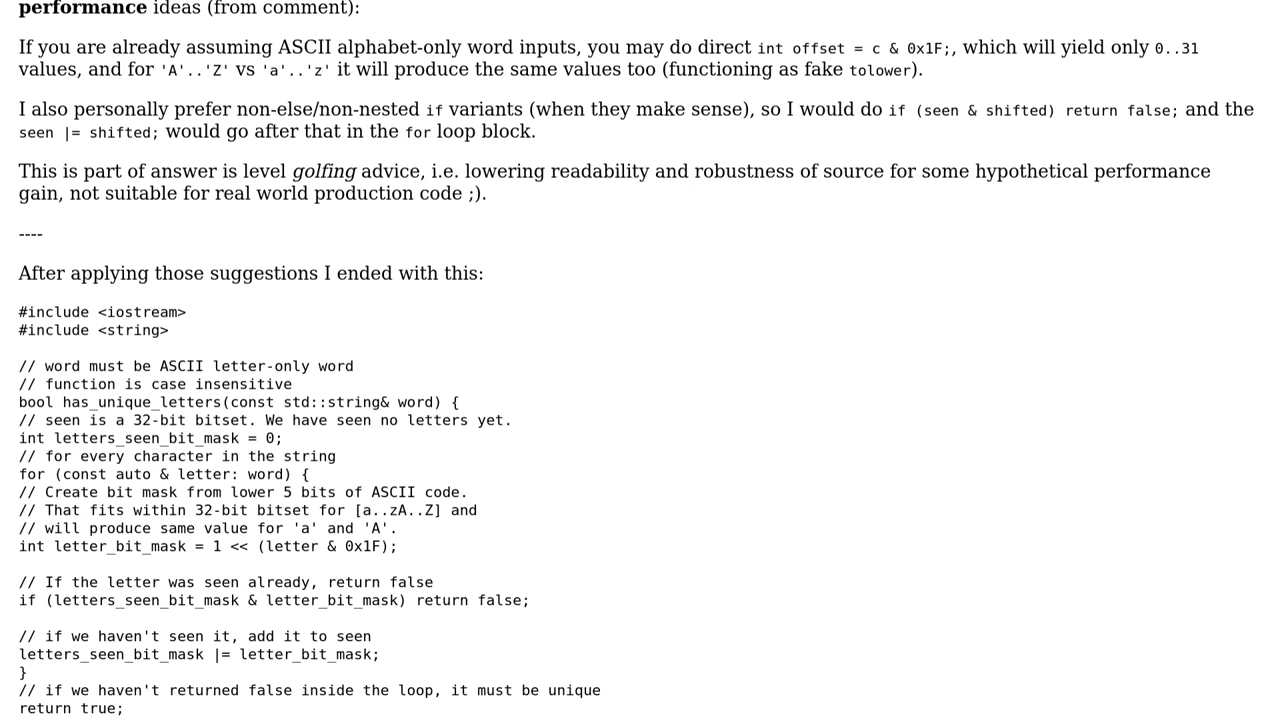 performance ideas (from comment):
If you are already assuming ASCII alphabet-only word inputs, you may do direct int offset = c & 0x1F;, which will yield only 0..31
values, and for 'A'..'Z' vs 'a'..'z' it will produce the same values too (functioning as fake tolower).
I also personally prefer non-else/non-nested if variants (when they make sense), so I would do if (seen & shifted) return false; and the
seen |= shifted; would go after that in the for loop block.
This is part of answer is level golfing advice, i.e. lowering readability and robustness of source for some hypothetical performance
gain, not suitable for real world production code ;).
----
After applying those suggestions I ended with this:
#include <iostream>
#include <string>
// word must be ASCII letter-only word
// function is case insensitive
bool has_unique_letters(const std::string& word) {
// seen is a 32-bit bitset. We have seen no letters yet.
int letters_seen_bit_mask = 0;
// for every character in the string
for (const auto & letter: word) {
// Create bit mask from lower 5 bits of ASCII code.
// That fits within 32-bit bitset for [a..zA..Z] and
// will produce same value for 'a' and 'A'.
int letter_bit_mask = 1 << (letter & 0x1F);
// If the letter was seen already, return false
if (letters_seen_bit_mask & letter_bit_mask) return false;
// if we haven't seen it, add it to seen
letters_seen_bit_mask |= letter_bit_mask;
}
// if we haven't returned false inside the loop, it must be unique
return true;